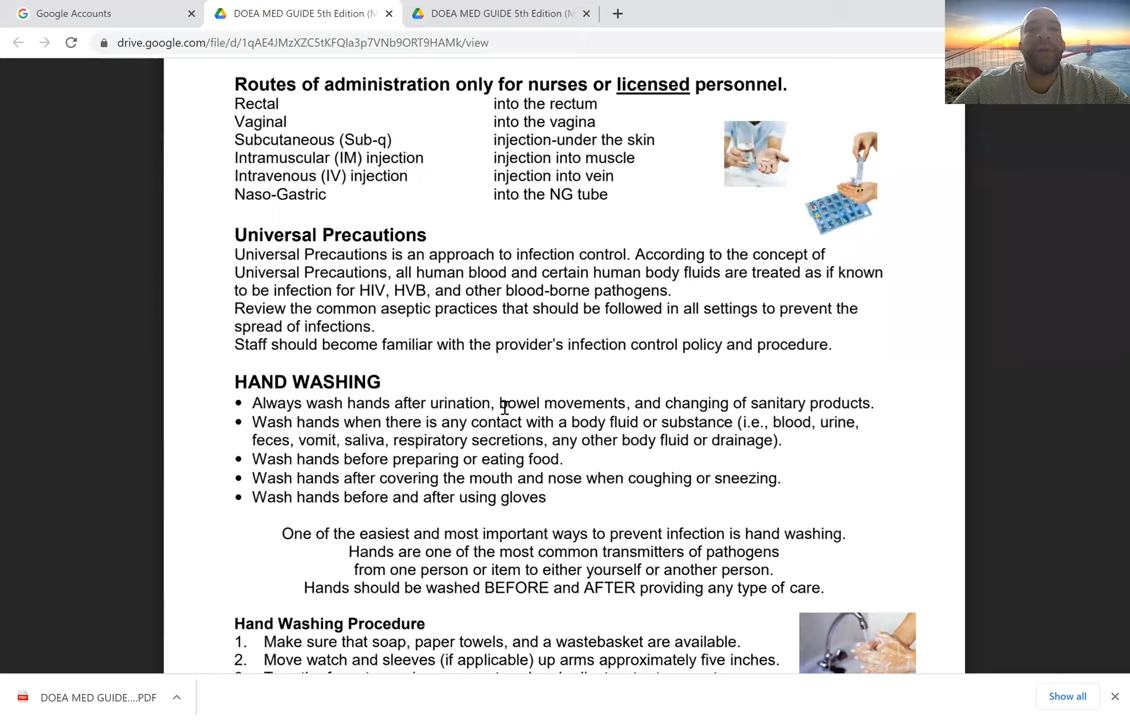 Google Accounts
DOEA MED GUIDE 5th Edition (M
DOEA MED GUIDE 5th Edition (M
drive.google.com/file/d/1qAE4JMzXZC5tKFQla3p7VNb9ORT9HAMk/view
Routes of administration only for nurses or licensed personnel.
Rectal into the rectum
Vaginal into the vagina
Subcutaneous (Sub-q) injection-under the skin
Intramuscular (IM) injection injection into muscle
Intravenous (IV) injection injection into vein
Naso-Gastric into the NG tube
Universal Precautions
Universal Precautions is an approach to infection control. According to the concept of
Universal Precautions, all human blood and certain human body fluids are treated as if known
to be infection for HIV, HVB, and other blood-borne pathogens.
Review the common aseptic practices that should be followed in all settings to prevent the
spread of infections.
Staff should become familiar with the provider's infection control policy and procedure.
HAND WASHING
• Always wash hands after urination, bowel movements, and changing of sanitary products.
• Wash hands when there is any contact with a body fluid or substance (i.e., blood, urine,
feces, vomit, saliva, respiratory secretions, any other body fluid or drainage).
• Wash hands before preparing or eating food.
• Wash hands after covering the mouth and nose when coughing or sneezing.
• Wash hands before and after using gloves
One of the easiest and most important ways to prevent infection is hand washing.
Hands are one of the most common transmitters of pathogens
from one person or item to either yourself or another person.
Hands should be washed BEFORE and AFTER providing any type of care.
Hand Washing Procedure
1. Make sure that soap, paper towels, and a wastebasket are available.
2. Move watch and sleeves (if applicable) up arms approximately five inches.
DOEA MED GUIDE....PDF
Show all